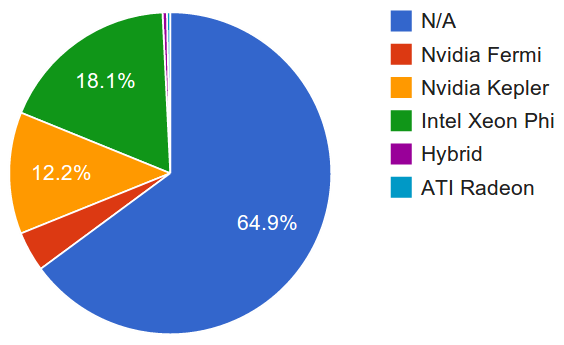 N/A
Nvidia Fermi
Nvidia Kepler
Intel Xeon Phi
Hybrid
ATI Radeon
18.1%
12.2%
64.9%